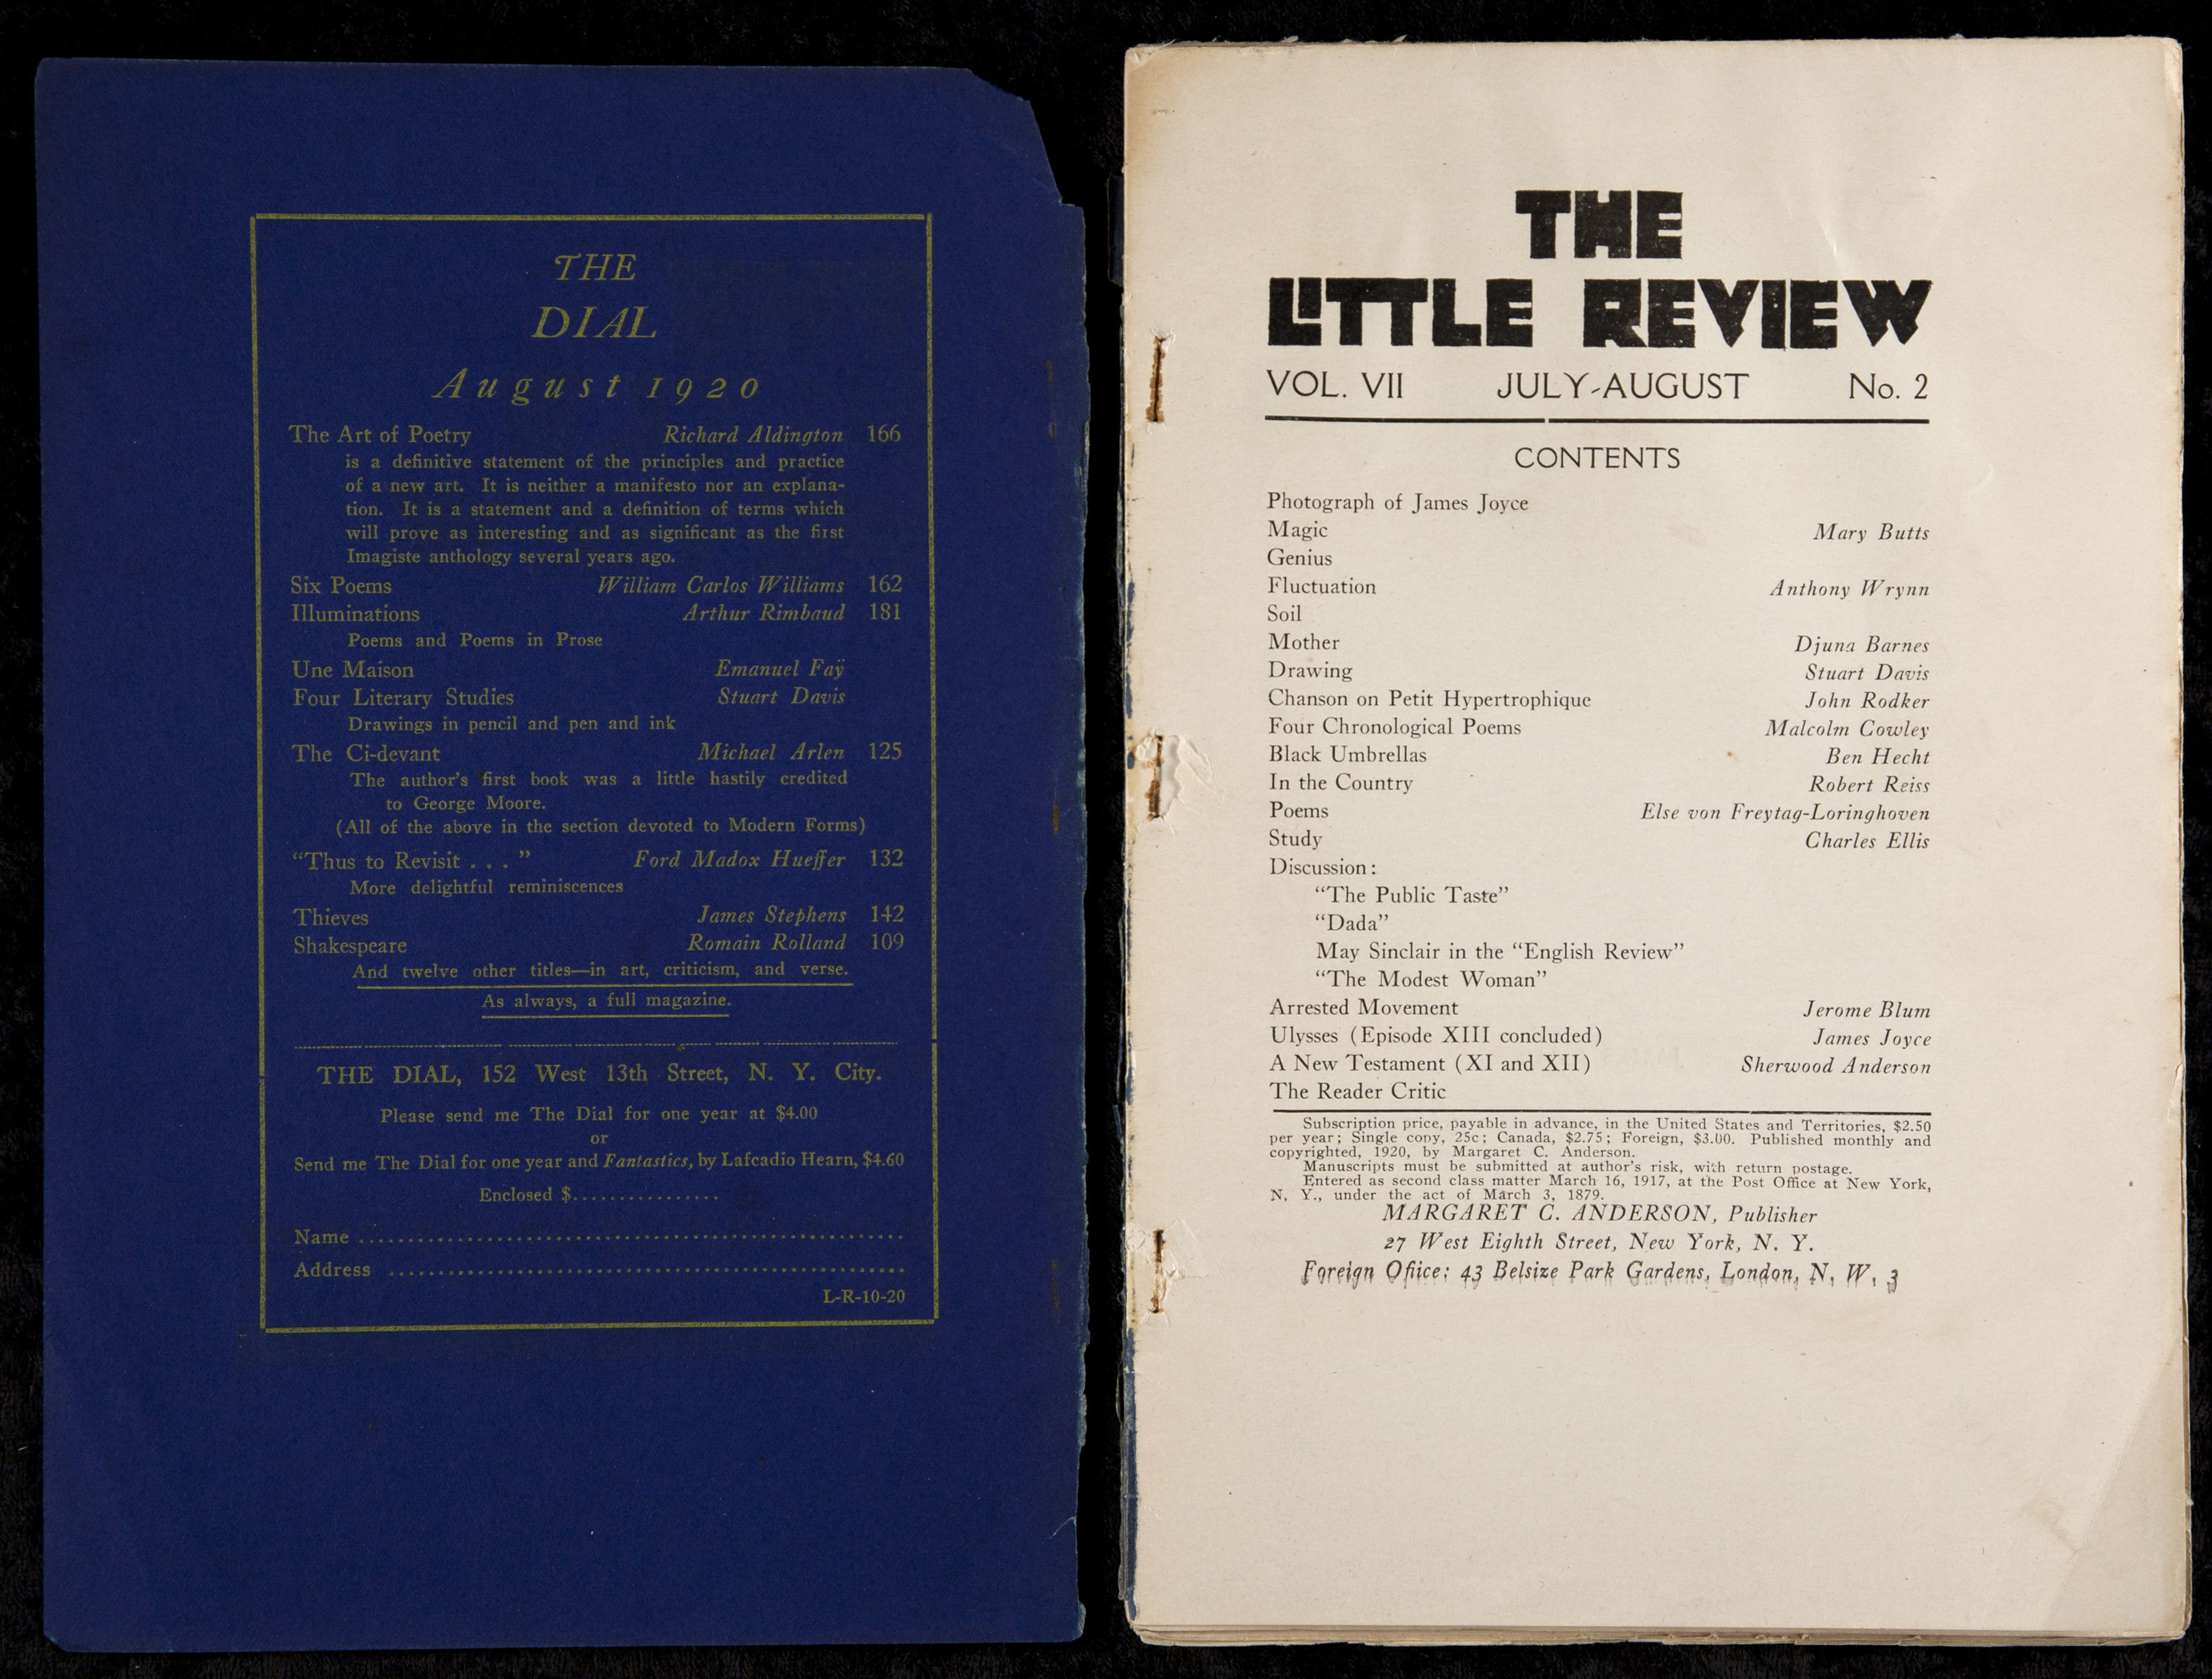 THE
DIAL
August 1920
The Art of Poetry Richard Aldington 166
is a definitive statement of the principles and practice
of a new art. It is neither a manifesto nor an explana-
tion. It is a statement and a definition of terms which
will prove as interesting and as significant as the first
Imagiste anthology several years ago.
Six Poems William Carlos Williams 162
Illuminations Arthur Rimbaud 181
Poems and Poems in Prose
Une Maison Emanuel Faÿ
Four Literary Studies Stuart Davis
Drawings in pencil and pen and ink
The Ci-devant Michael Arlen 125
The author's first book was a little hastily credited
to George Moore.
(All of the above in the section devoted to Modern Forms)
"Thus to Revisit . . . " Ford Madox Hueffer 132
More delightful reminiscences
Thieves James Stephens 142
Shakespeare Romain Rolland 109
And twelve other titles—in art, criticism, and verse.
As always, a full magazine.
THE DIAL, 152 West 13th Street, N. Y. City.
Please send me The Dial for one year at $4.00
or
Send me The Dial for one year and Fantastics, by Lafcadio Hearn, $4.60
Enclosed $................
Name ................................................
Address ................................................
L-R-10-20
THE
LITTLE REVIEW
VOL. VII JULY-AUGUST No. 2
CONTENTS
Photograph of James Joyce
Magic Mary Butts
Genius
Fluctuation Anthony Wrynn
Soil
Mother Djuna Barnes
Drawing Stuart Davis
Chanson on Petit Hypertrophique John Rodker
Four Chronological Poems Malcolm Cowley
Black Umbrellas Ben Hecht
In the Country Robert Reiss
Poems Else von Freytag-Loringhoven
Study Charles Ellis
Discussion:
"The Public Taste"
"Dada"
May Sinclair in the "English Review"
"The Modest Woman"
Arrested Movement Jerome Blum
Ulysses (Episode XIII concluded) James Joyce
A New Testament (XI and XII) Sherwood Anderson
The Reader Critic
Subscription price, payable in advance, in the United States and Territories, $2.50
per year; Single copy, 25c; Canada, $2.75; Foreign, $3.00. Published monthly and
copyrighted, 1920, by Margaret C. Anderson.
Manuscripts must be submitted at author's risk, with return postage.
Entered as second class matter March 16, 1917, at the Post Office at New York,
N. Y., under the act of March 3, 1879.
MARGARET C. ANDERSON, Publisher
27 West Eighth Street, New York, N. Y.
Foreign Ofiice: 43 Belsize Park Gardens, London, N. W. 3